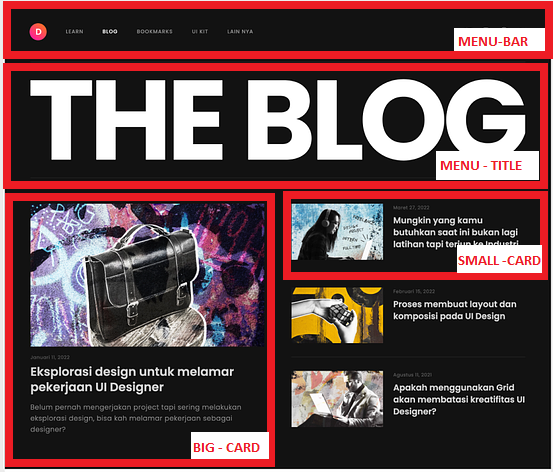 D LEARN BLOG BOOKMARKS UI KIT LAIN NYA
MENU-BAR
THE BLOG
MENU - TITLE
Januari 11, 2022
Eksplorasi design untuk melamar
pekerjaan UI Designer
Belum pernah mengerjakan project tapi sering melakukan
eksplorasi design, bisa kah melamar pekerjaan sebagai
designer?
BIG - CARD
Maret 27, 2022
Mungkin yang kamu
butuhkan saat ini bukan lagi
latihan tapi terjun ke Industri
SMALL -CARD
Februari 15, 2022
Proses membuat layout dan
komposisi pada UI Design
Agustus 11, 2021
Apakah menggunakan Grid
akan membatasi kreatifitas UI
Designer?